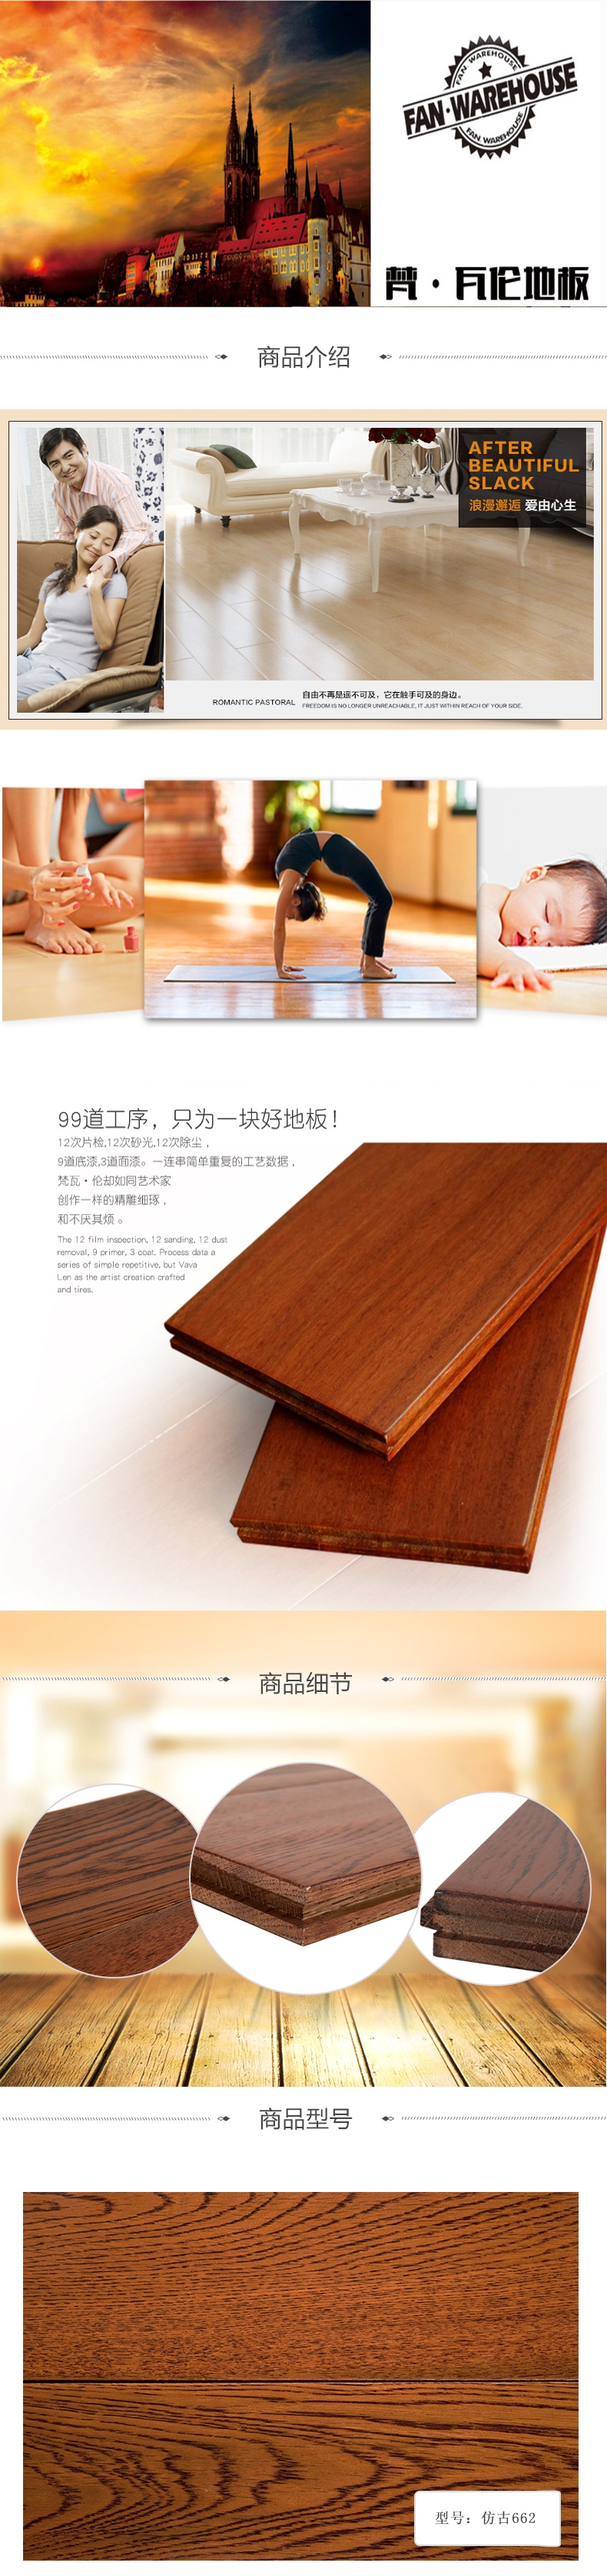 FAN WAREHOUSE
FAN·WAREHOUSE
FAN WAREHOUSE
梵·瓦伦地板
商品介绍
AFTER
BEAUTIFUL
SLACK
浪漫邂逅 爱由心生
自由不再是遥不可及，它在触手可及的身边。
ROMANTIC PASTORAL
FREEDOM IS NO LONGER UNREACHABLE, IT JUST WITHIN REACH OF YOUR SIDE.
99道工序，只为一块好地板！
12次片检,12次砂光,12次除尘，
9道底漆,3道面漆。一连串简单重复的工艺数据，
梵瓦·伦却如同艺术家
创作一样的精雕细琢，
和不厌其烦。
The 12 film inspection, 12 sanding, 12 dust
removal, 9 primer, 3 coat. Process data a
series of simple repetitive, but Vava
Len as the artist creation crafted
and tires.
商品细节
商品型号
型号：仿古662